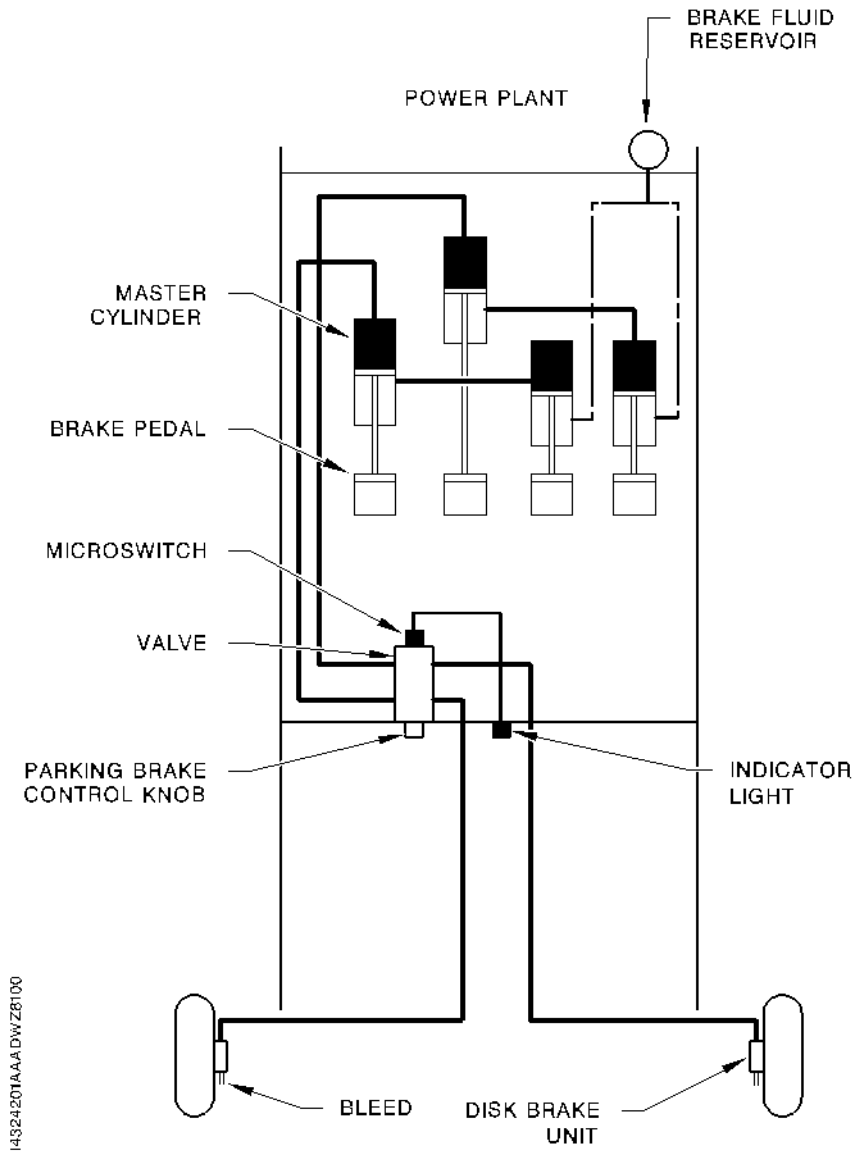 BRAKE FLUID
RESERVOIR
POWER PLANT
MASTER
CYLINDER
BRAKE PEDAL
MICROSWITCH
VALVE
PARKING BRAKE
CONTROL KNOB
INDICATOR
LIGHT
BLEED
DISK BRAKE
UNIT
I4324201AAADWZ8100